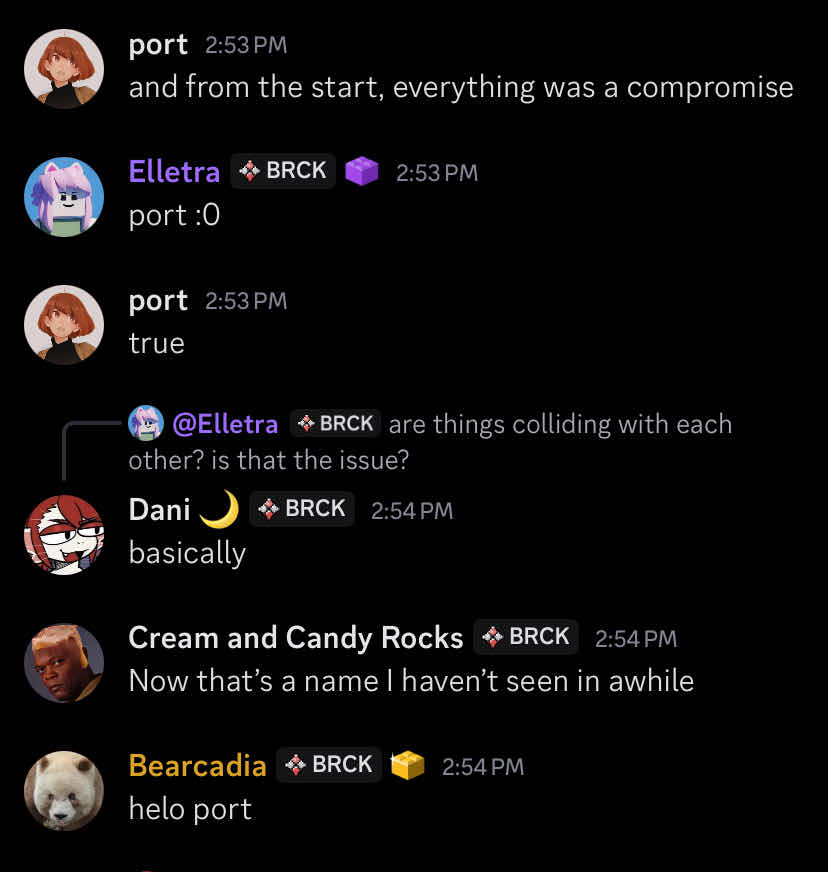 port 2:53 PM
and from the start, everything was a compromise
Elletra BRCK 2:53 PM
port :0
port 2:53 PM
true
@Elletra BRCK are things colliding with each
other? is that the issue?
Dani BRCK 2:54 PM
basically
Cream and Candy Rocks BRCK 2:54 PM
Now that’s a name I haven’t seen in awhile
Bearcadia BRCK 2:54 PM
helo port